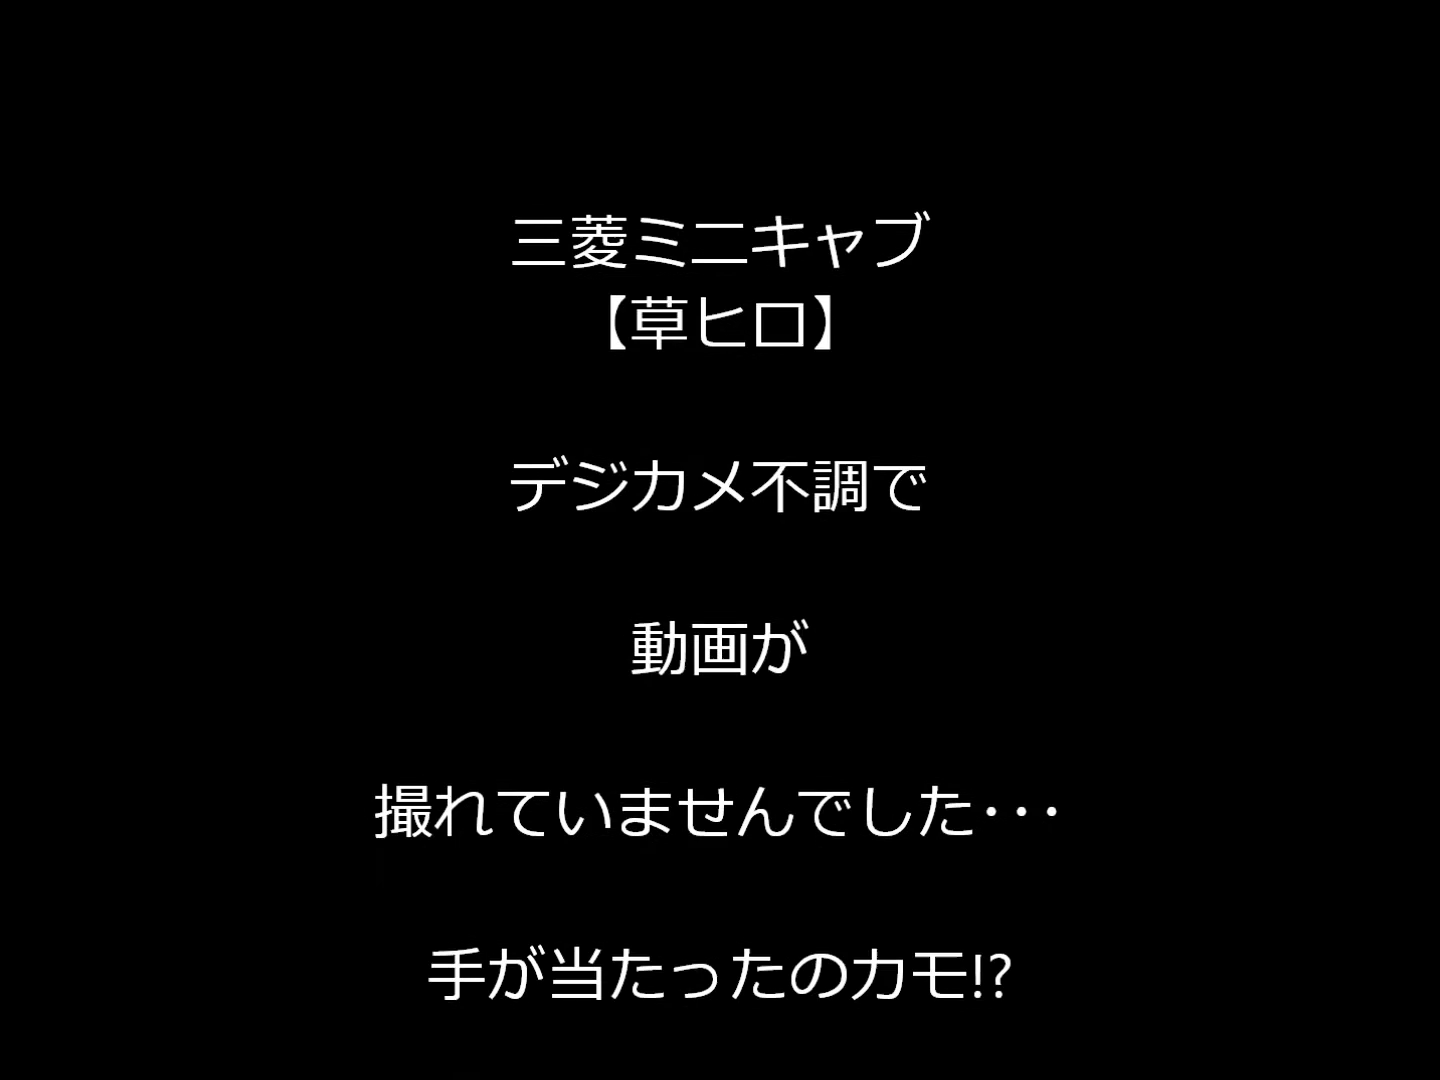 三菱ミニキャブ
【草ヒロ】
デジカメ不調で
動画が
撮れていませんでした･･･
手が当たったのカモ!?